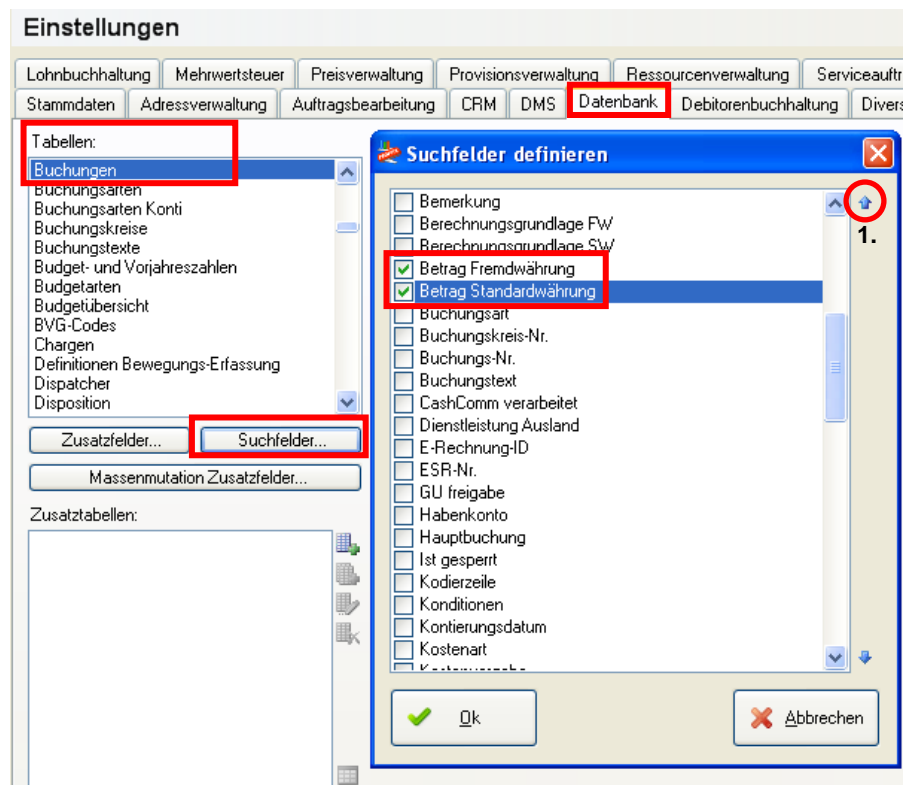 Einstellungen
Lohnbuchhaltung Mehrwertsteuer Preisverwaltung Provisionsverwaltung Ressourcenverwaltung Serviceauftr
Stammdaten Adressverwaltung Auftragsbearbeitung CRM DMS Datenbank Debitorenbuchhaltung Divers
Tabellen:
Buchungen
Buchungsarten
Buchungsarten Konti
Buchungskreise
Buchungstexte
Budget- und Vorjahreszahlen
Budgetarten
Budgetübersicht
BVG-Codes
Chargen
Definitionen Bewegungs-Erfassung
Dispatcher
Disposition
Zusatzfelder... Suchfelder...
Massenmutation Zusatzfelder...
Zusatztabellen:
Suchfelder definieren
Bemerkung
Berechnungsgrundlage FW
Berechnungsgrundlage SW
Betrag Fremdwährung
Betrag Standardwährung
Buchungsart
Buchungskreis-Nr.
Buchungs-Nr.
Buchungstext
CashComm verarbeitet
Dienstleistung Ausland
E-Rechnung-ID
ESR-Nr.
GU freigabe
Habenkonto
Hauptbuchung
Ist gesperrt
Kodierzeile
Konditionen
Kontierungsdatum
Kostenart
1.
Ok Abbrechen